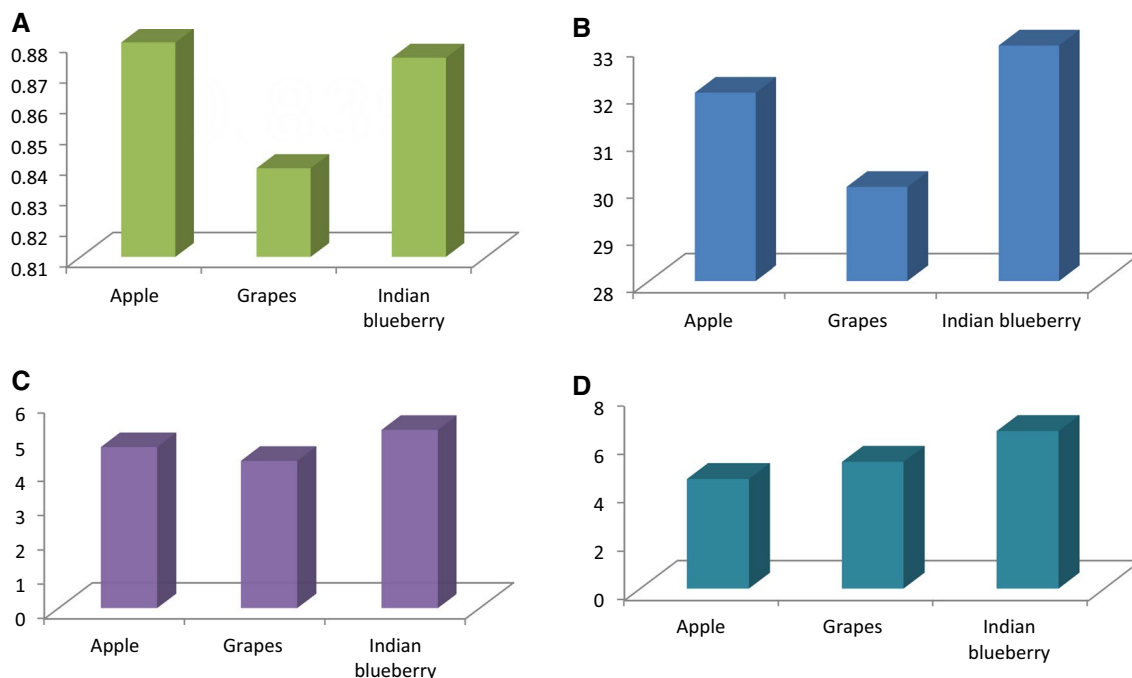 A
0.88
0.87
0.86
0.85
0.84
0.83
0.82
0.81
Apple
Grapes
Indian
blueberry
B
33
32
31
30
29
28
Apple
Grapes
Indian blueberry
C
6
5
4
3
2
1
0
Apple
Grapes
Indian
blueberry
D
8
6
4
2
0
Apple
Grapes
Indian
blueberry